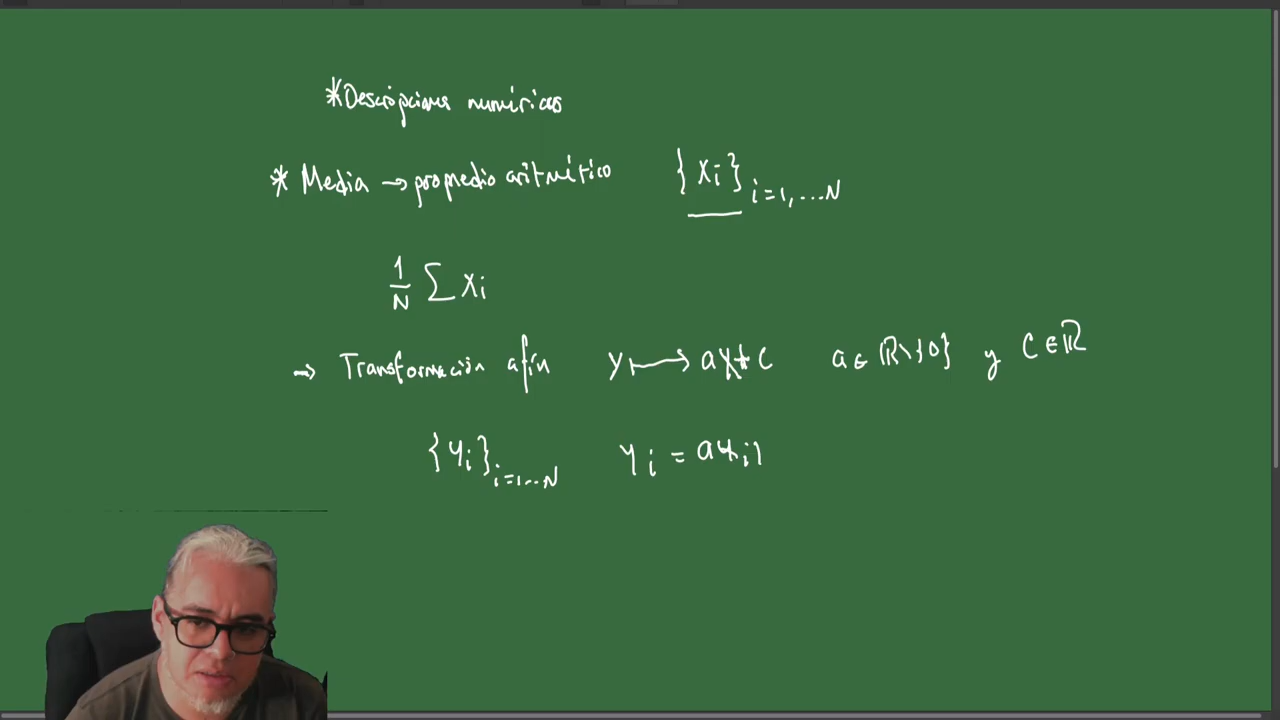 *Descripciones numéricas
* Media → promedio aritmético {Xi} i=1,...N
1/N ∑ Xi
→ Transformación afín Y ↦ aX+C a∈ℝ\{0} y C∈ℝ
{Yi} i=1...N Yi = aXi